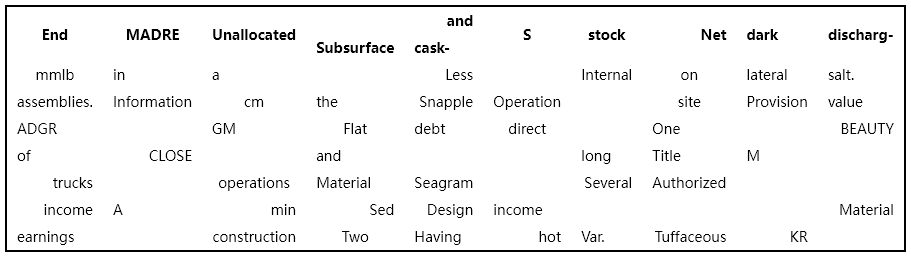 and
End MADRE Unallocated Subsurface cask- S stock Net dark discharg-
mmlb in a Less Internal on lateral salt.
assemblies. Information cm the Snapple Operation site Provision value
ADGR GM Flat debt direct One BEAUTY
of CLOSE and long Title M
trucks operations Material Seagram Several Authorized
income A min Sed Design income Material
earnings construction Two Having hot Var. Tuffaceous KR